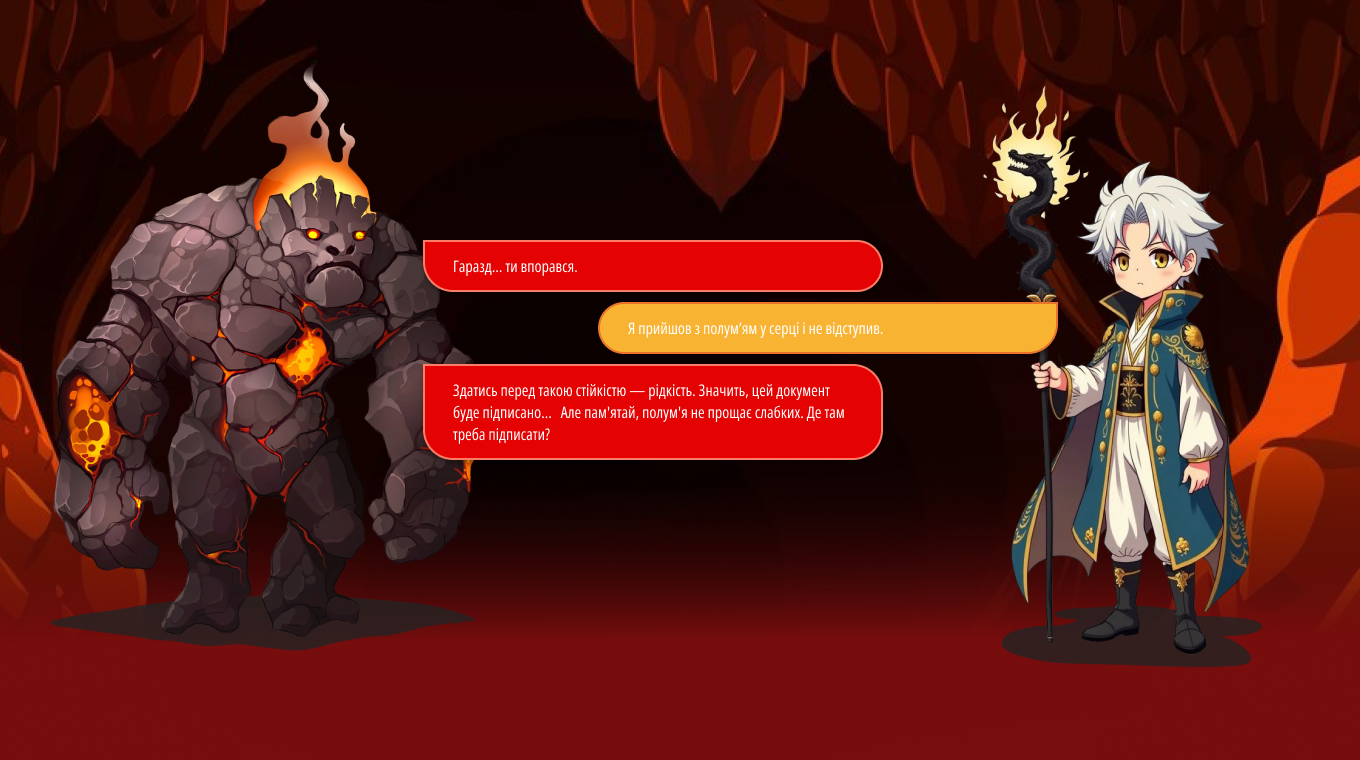 Гаразд... ти впорався.
Я прийшов з полум’ям у серці і не відступив.
Здатись перед такою стійкістю — рідкість. Значить, цей документ
буде підписано... Але пам'ятай, полум'я не прощає слабких. Де там
треба підписати?